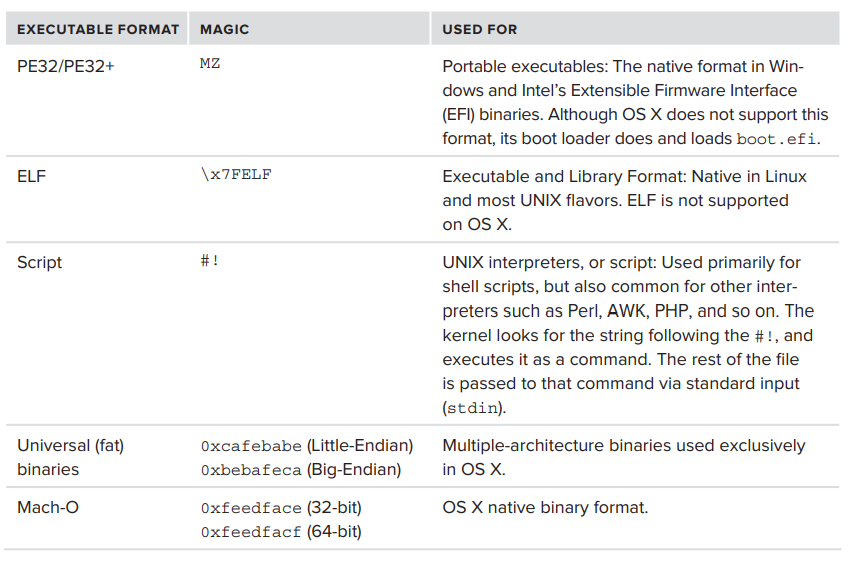 EXECUTABLE FORMAT MAGIC USED FOR
PE32/PE32+ MZ Portable executables: The native format in Win-
dows and Intel’s Extensible Firmware Interface
(EFI) binaries. Although OS X does not support this
format, its boot loader does and loads boot.efi.
ELF \x7FELF Executable and Library Format: Native in Linux
and most UNIX flavors. ELF is not supported
on OS X.
Script #! UNIX interpreters, or script: Used primarily for
shell scripts, but also common for other inter-
preters such as Perl, AWK, PHP, and so on. The
kernel looks for the string following the #!, and
executes it as a command. The rest of the file
is passed to that command via standard input
(stdin).
Universal (fat) 0xcafebabe (Little-Endian) Multiple-architecture binaries used exclusively
binaries 0xbebafeca (Big-Endian) in OS X.
Mach-O 0xfeedface (32-bit) OS X native binary format.
0xfeedfacf (64-bit)